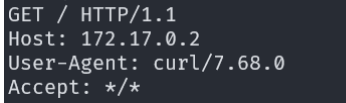 GET / HTTP/1.1
Host: 172.17.0.2
User-Agent: curl/7.68.0
Accept: */*